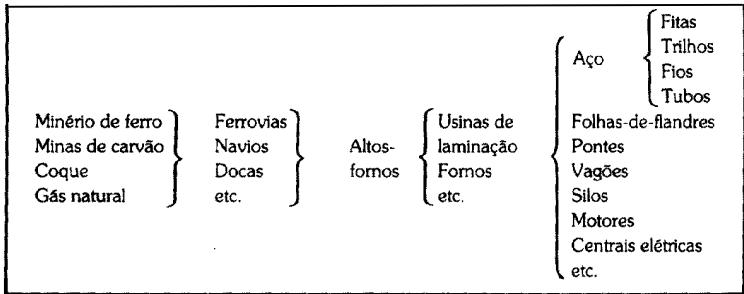 Minério de ferro
Minas de carvão
Coque
Gás natural
Ferrovias
Navios
Docas
etc.
Altos-
fornos
Usinas de
laminação
Fornos
etc.
Aço
Fitas
Trilhos
Fios
Tubos
Folhas-de-flandres
Pontes
Vagões
Silos
Motores
Centrais elétricas
etc.